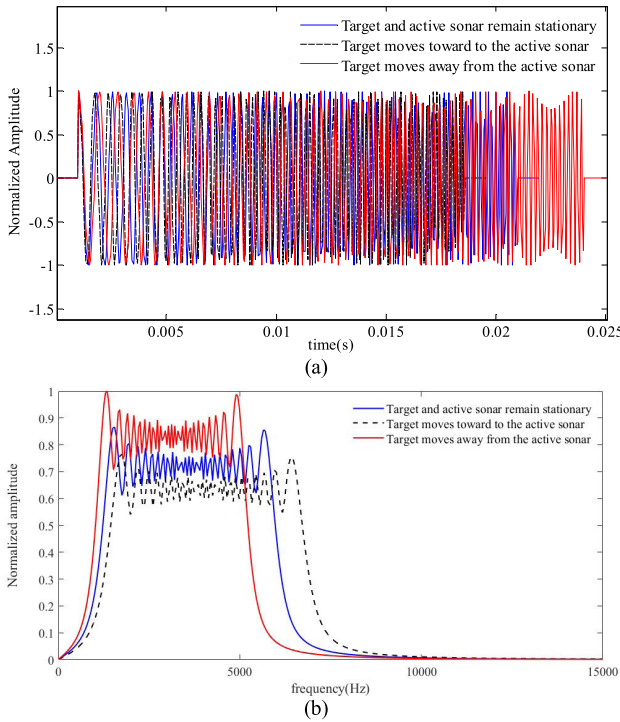 Target and active sonar remain stationary
Target moves toward to the active sonar
Target moves away from the active sonar
Normalized Amplitude
1.5
1
0.5
0
-0.5
-1
-1.5
0.005
0.01
0.015
0.02
0.025
time(s)
(a)
Target and active sonar remain stationary
Target moves toward to the active sonar
Target moves away from the active sonar
Normalized amplitude
1
0.9
0.8
0.7
0.6
0.5
0.4
0.3
0.2
0.1
0
0
5000
10000
15000
frequency(Hz)
(b)